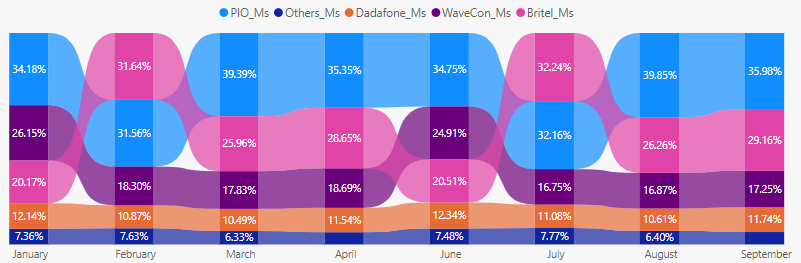 PIO_Ms Others_Ms Dadafone_Ms WaveCon_Ms Britel_Ms
34.18% 31.64% 39.39% 35.35% 34.75% 32.24% 39.85% 35.98%
26.15% 31.56% 25.96% 28.65% 24.91% 32.16% 26.26% 29.16%
20.17% 18.30% 17.83% 18.69% 20.51% 16.75% 16.87% 17.25%
12.14% 10.87% 10.49% 11.54% 12.34% 11.08% 10.61% 11.74%
7.36% 7.63% 6.33% 7.48% 7.77% 6.40%
January February March April June July August September